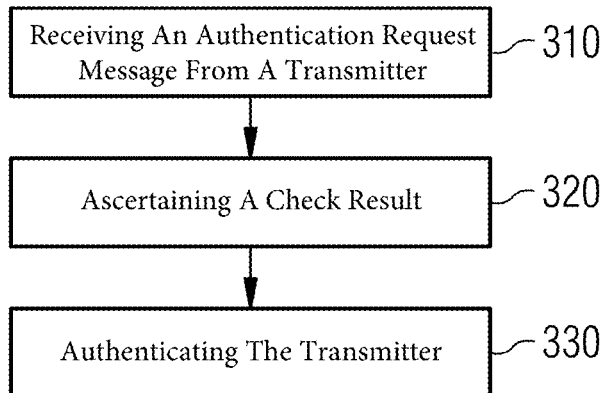 Receiving An Authentication Request
Message From A Transmitter
310
Ascertaining A Check Result
320
Authenticating The Transmitter
330